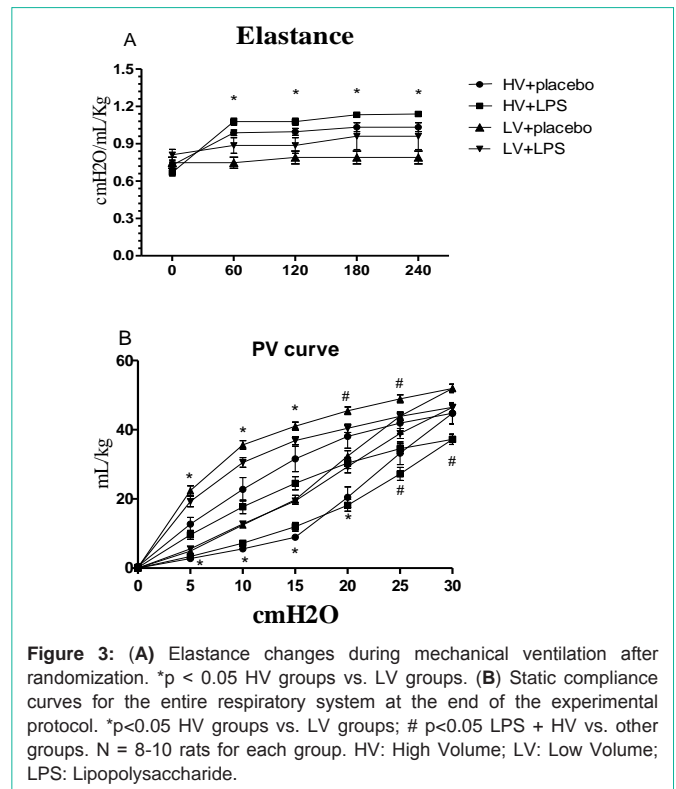 A
Elastance
cmH2O/mL/Kg
1.5
1.2
0.9
0.6
0.3
0.0
* * * *
0 60 120 180 240
HV+placebo
HV+LPS
LV+placebo
LV+LPS
B
PV curve
mL/kg
60
40
20
0
* * * # #
* * * * # #
0 5 10 15 20 25 30
cmH2O
Figure 3: (A) Elastance changes during mechanical ventilation after
randomization. *p < 0.05 HV groups vs. LV groups. (B) Static compliance
curves for the entire respiratory system at the end of the experimental
protocol. *p<0.05 HV groups vs. LV groups; # p<0.05 LPS + HV vs. other
groups. N = 8-10 rats for each group. HV: High Volume; LV: Low Volume;
LPS: Lipopolysaccharide.